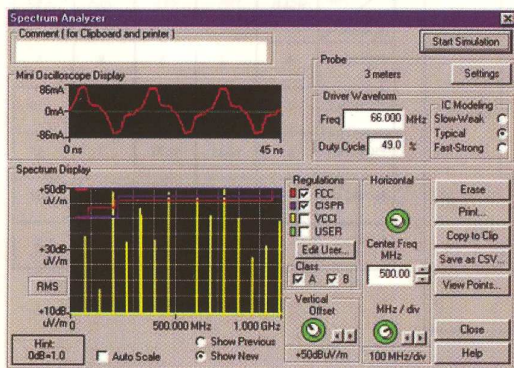 Spectrum Analyzer
Comment ( for Clipboard and printer )
Start Simulation
Probe
3 meters
Settings
Mini Oscilloscope Display
86mA
0mA
-86mA
0 ns
45 ns
Driver Waveform
Freq
66.000
MHz
Duty Cycle
49.0
%
IC Modeling
Slow-Weak
Typical
Fast-Strong
Spectrum Display
+50dB
uV/m
+30dB
uV/m
RMS
+10dB
uV/m
0
500.000 MHz
1.000 GHz
Hint:
0dB=1.0
Auto Scale
Show Previous
Show New
Regulations
FCC
CISPR
VCCI
USER
Edit User...
Class
A
B
Vertical
Offset
+50dBuV/m
Horizontal
Center Freq
MHz
500.00
MHz / div
100 MHz/div
Erase
Print...
Copy to Clip
Save as CSV...
View Points...
Close
Help